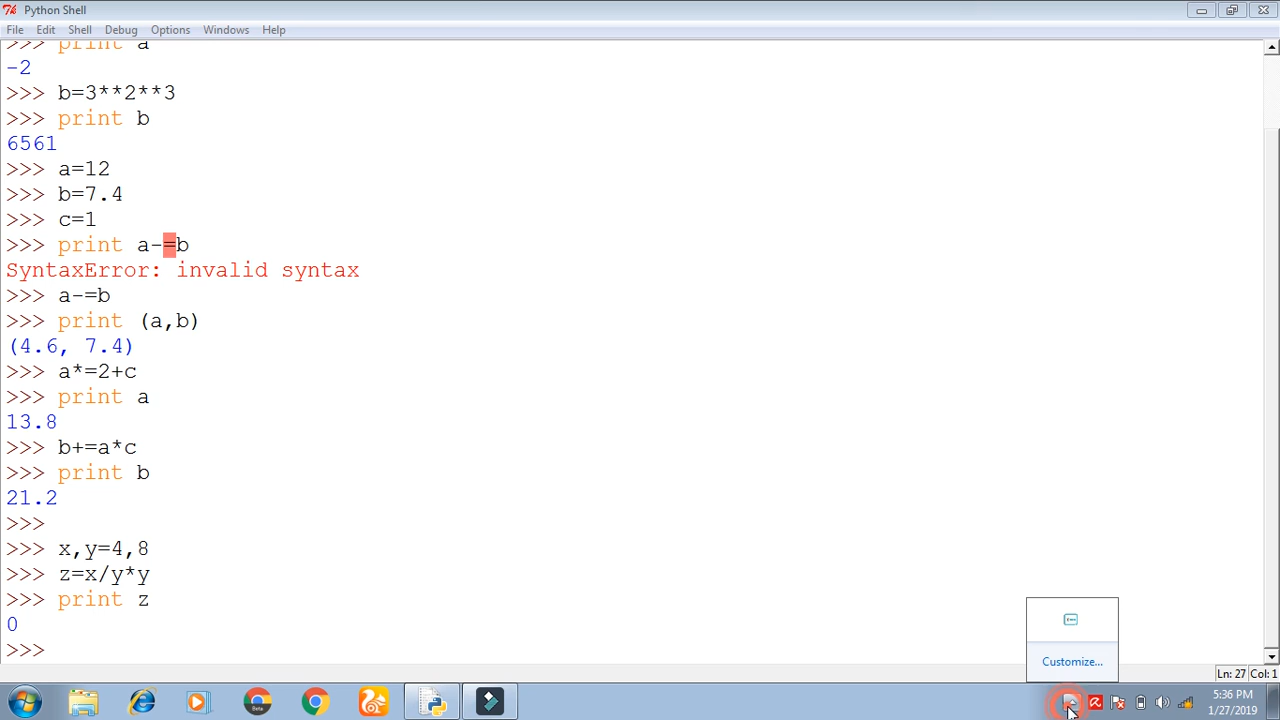 Python Shell
File Edit Shell Debug Options Windows Help
>>> print a
-2
>>> b=3**2**3
>>> print b
6561
>>> a=12
>>> b=7.4
>>> c=1
>>> print a-=b
SyntaxError: invalid syntax
>>> a-=b
>>> print (a,b)
(4.6, 7.4)
>>> a*=2+c
>>> print a
13.8
>>> b+=a*c
>>> print b
21.2
>>>
>>> x,y=4,8
>>> z=x/y*y
>>> print z
0
>>>
Customize...
Ln: 27 Col: 1
Beta
5:36 PM
1/27/2019